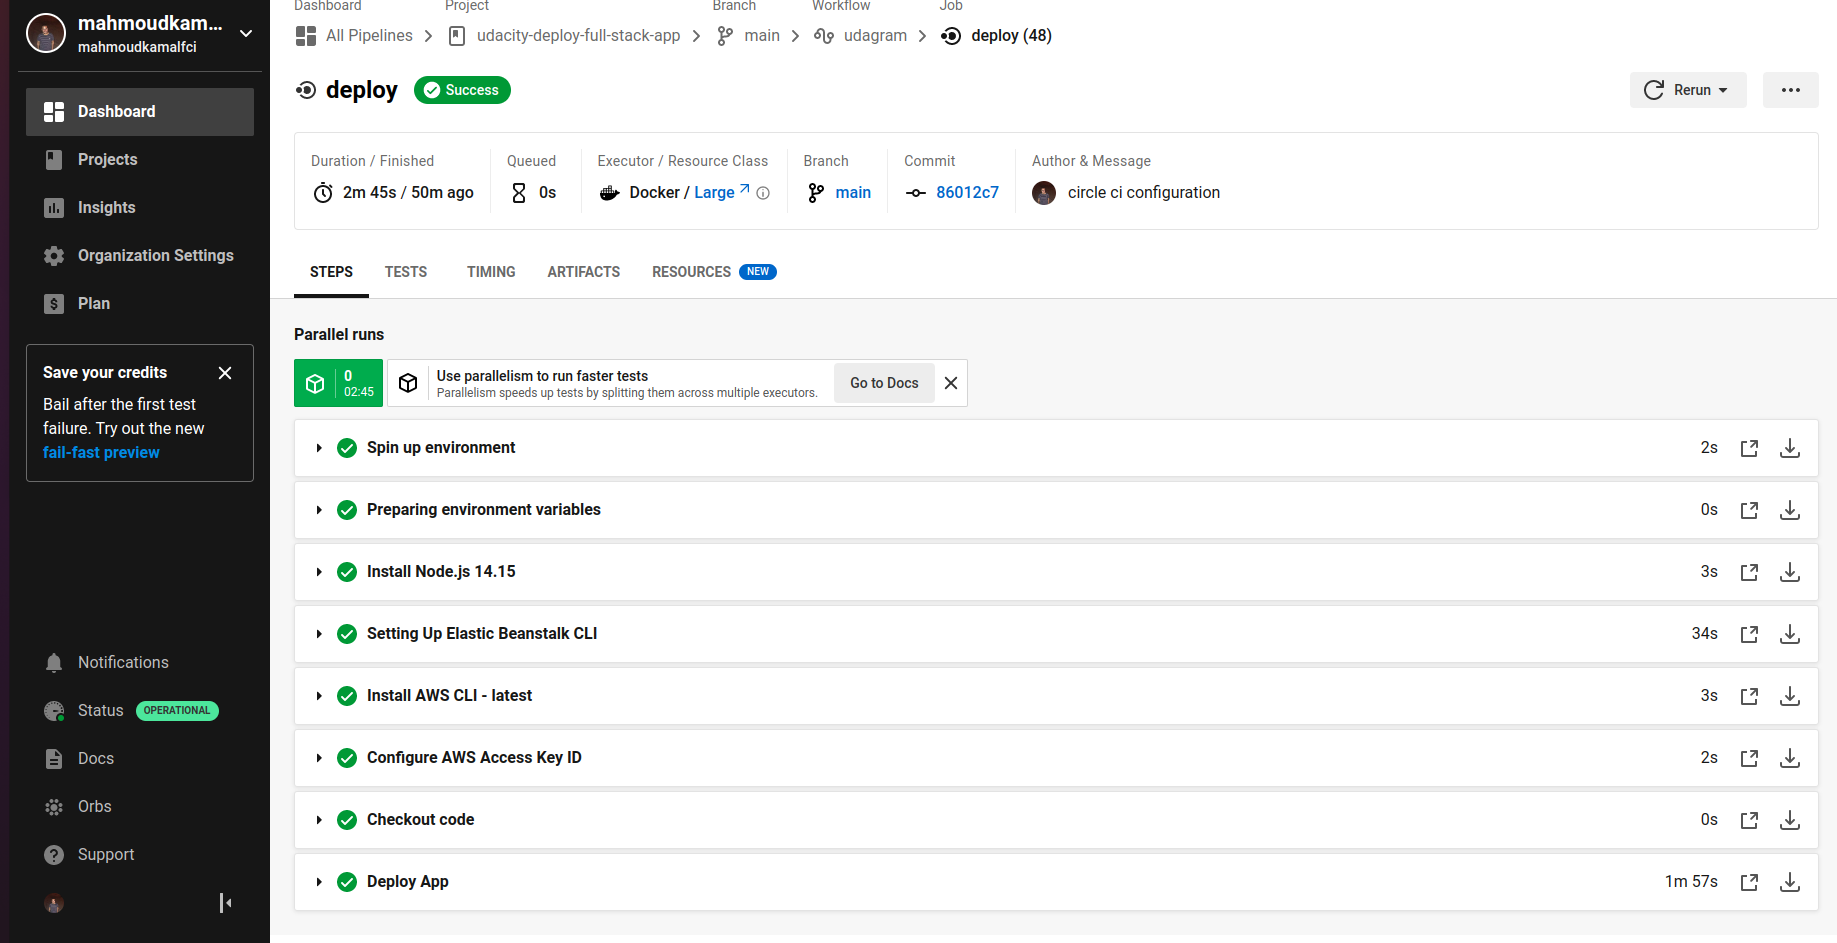 mahmoudkam...
mahmoudkamalfci
Dashboard
Projects
Insights
Organization Settings
Plan
Save your credits
Bail after the first test
failure. Try out the new
fail-fast preview
Notifications
Status OPERATIONAL
Docs
Orbs
Support
Dashboard Project Branch Workflow Job
All Pipelines udacity-deploy-full-stack-app main udagram deploy (48)
deploy Success
Rerun
Duration / Finished Queued Executor / Resource Class Branch Commit Author & Message
2m 45s / 50m ago 0s Docker / Large main 86012c7 circle ci configuration
STEPS TESTS TIMING ARTIFACTS RESOURCES NEW
Parallel runs
0
02:45
Use parallelism to run faster tests
Parallelism speeds up tests by splitting them across multiple executors.
Go to Docs
Spin up environment 2s
Preparing environment variables 0s
Install Node.js 14.15 3s
Setting Up Elastic Beanstalk CLI 34s
Install AWS CLI - latest 3s
Configure AWS Access Key ID 2s
Checkout code 0s
Deploy App 1m 57s